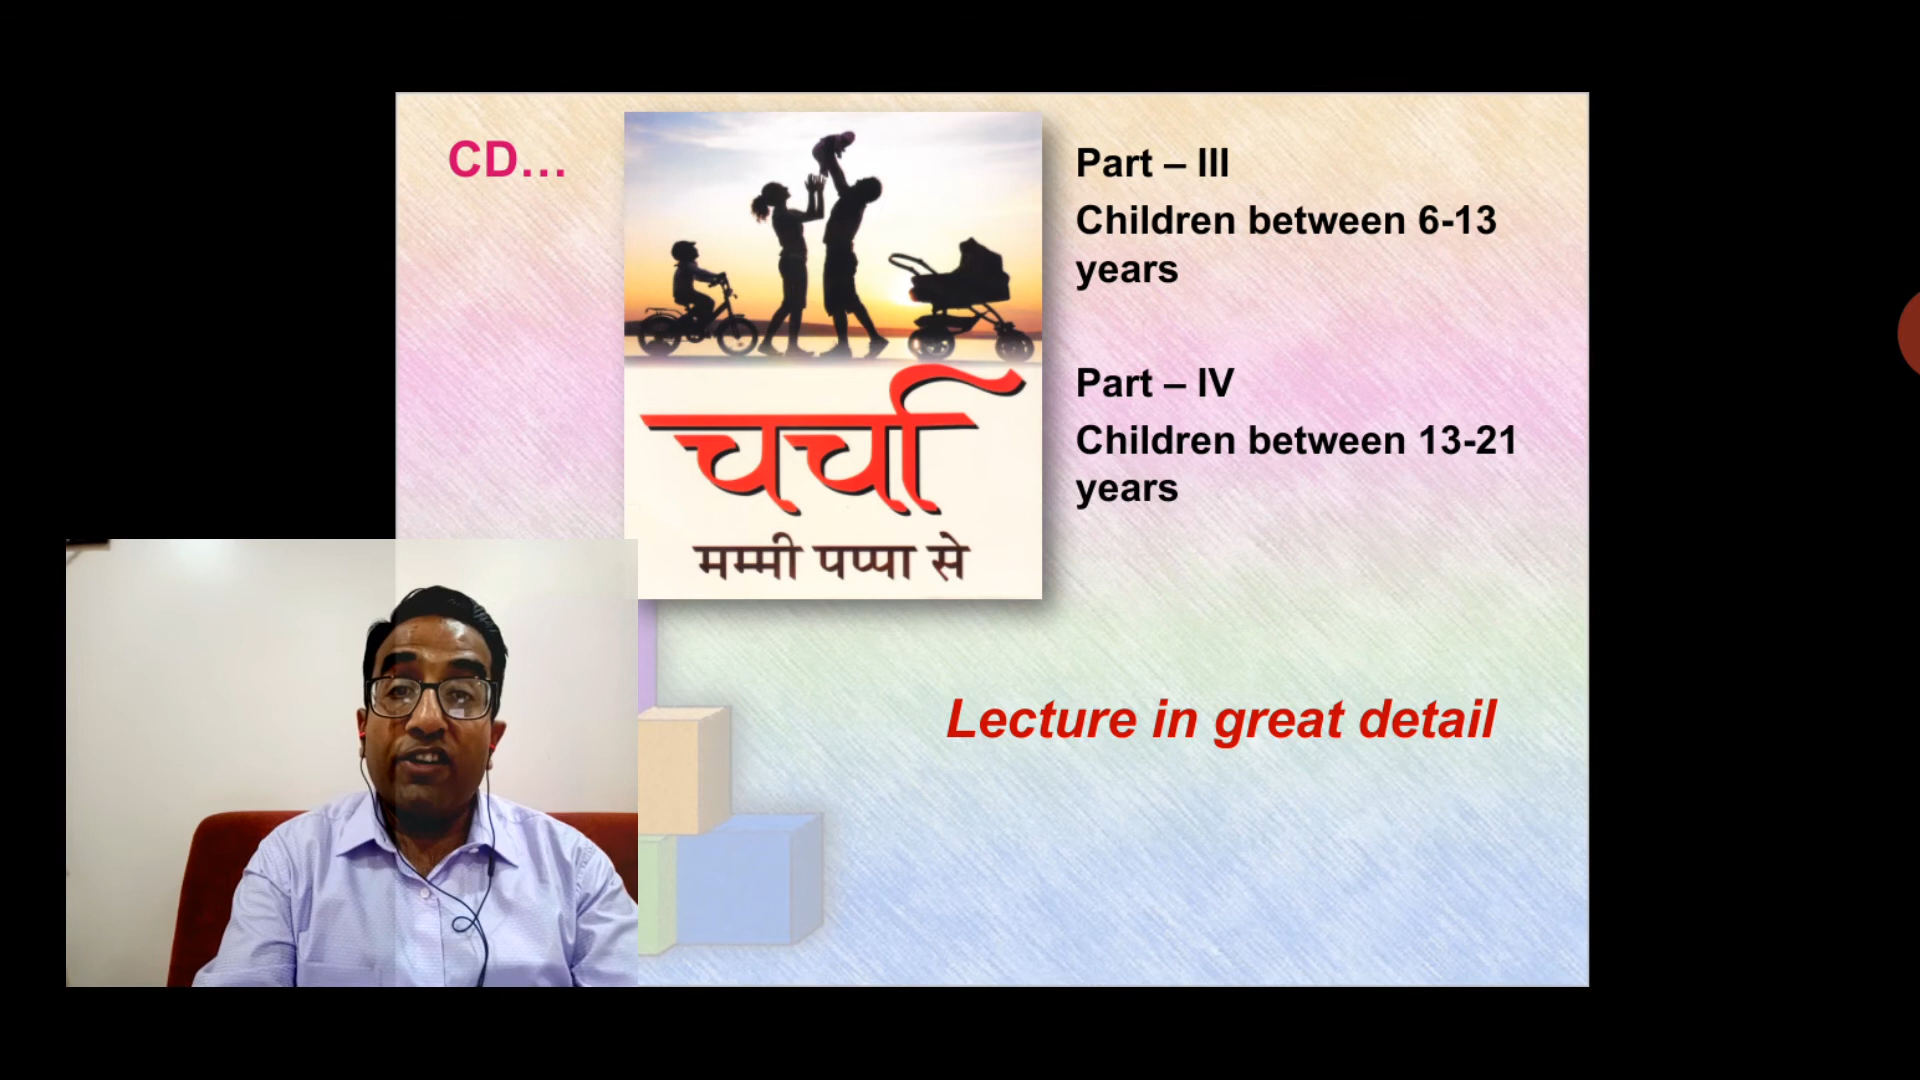 CD...
चर्चा
मम्मी पप्पा से
Part – III
Children between 6-13
years
Part – IV
Children between 13-21
years
Lecture in great detail